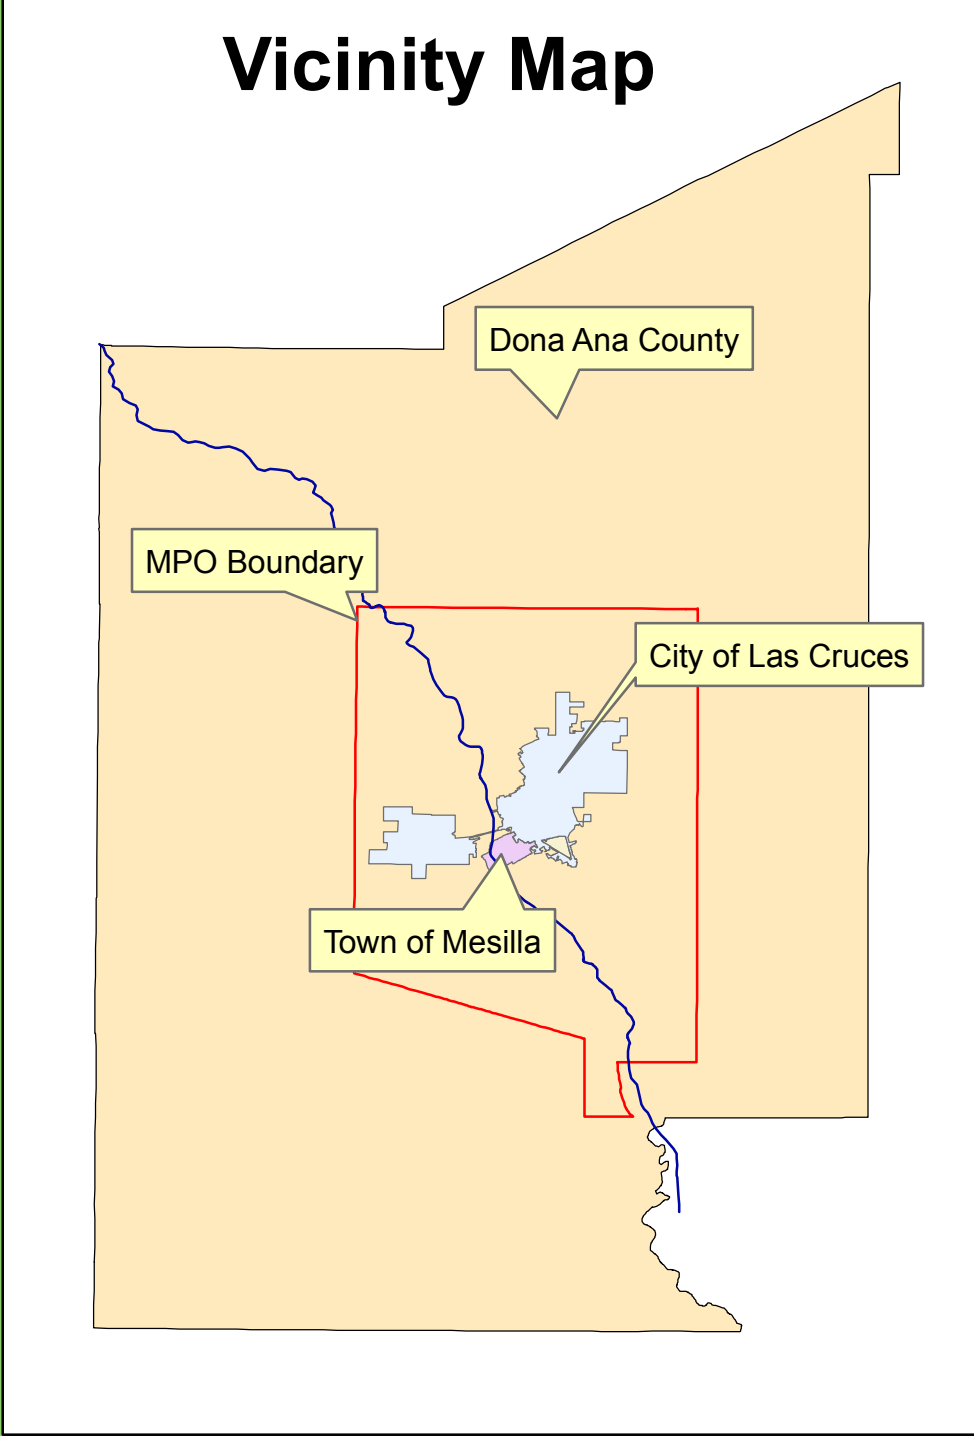 Vicinity Map
Dona Ana County
MPO Boundary
City of Las Cruces
Town of Mesilla